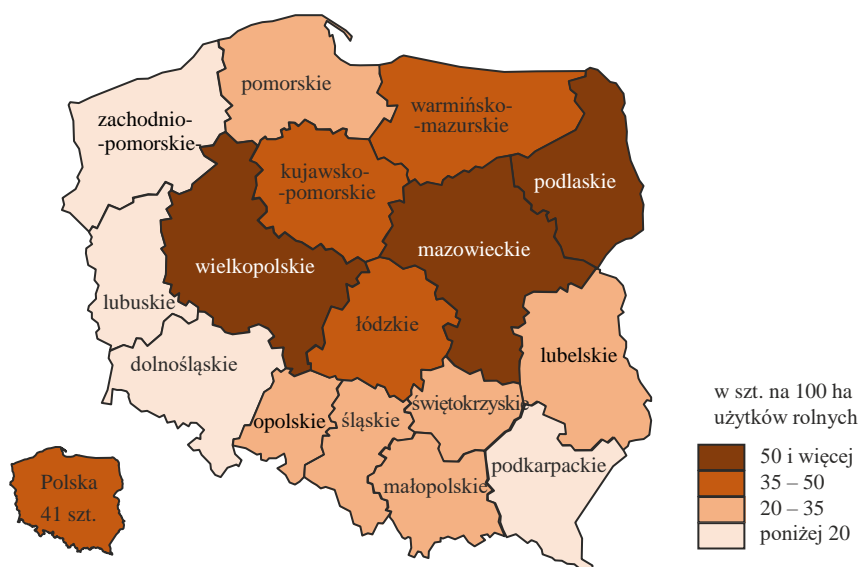 pomorskie
warmińsko-
-mazurskie
zachodnio-
-pomorskie
kujawsko-
-pomorskie
podlaskie
mazowieckie
wielkopolskie
lubuskie
łódzkie
dolnośląskie
lubelskie
opolskie
śląskie
świętokrzyskie
podkarpackie
małopolskie
Polska
41 szt.
w szt. na 100 ha
użytków rolnych
50 i więcej
35 – 50
20 – 35
poniżej 20